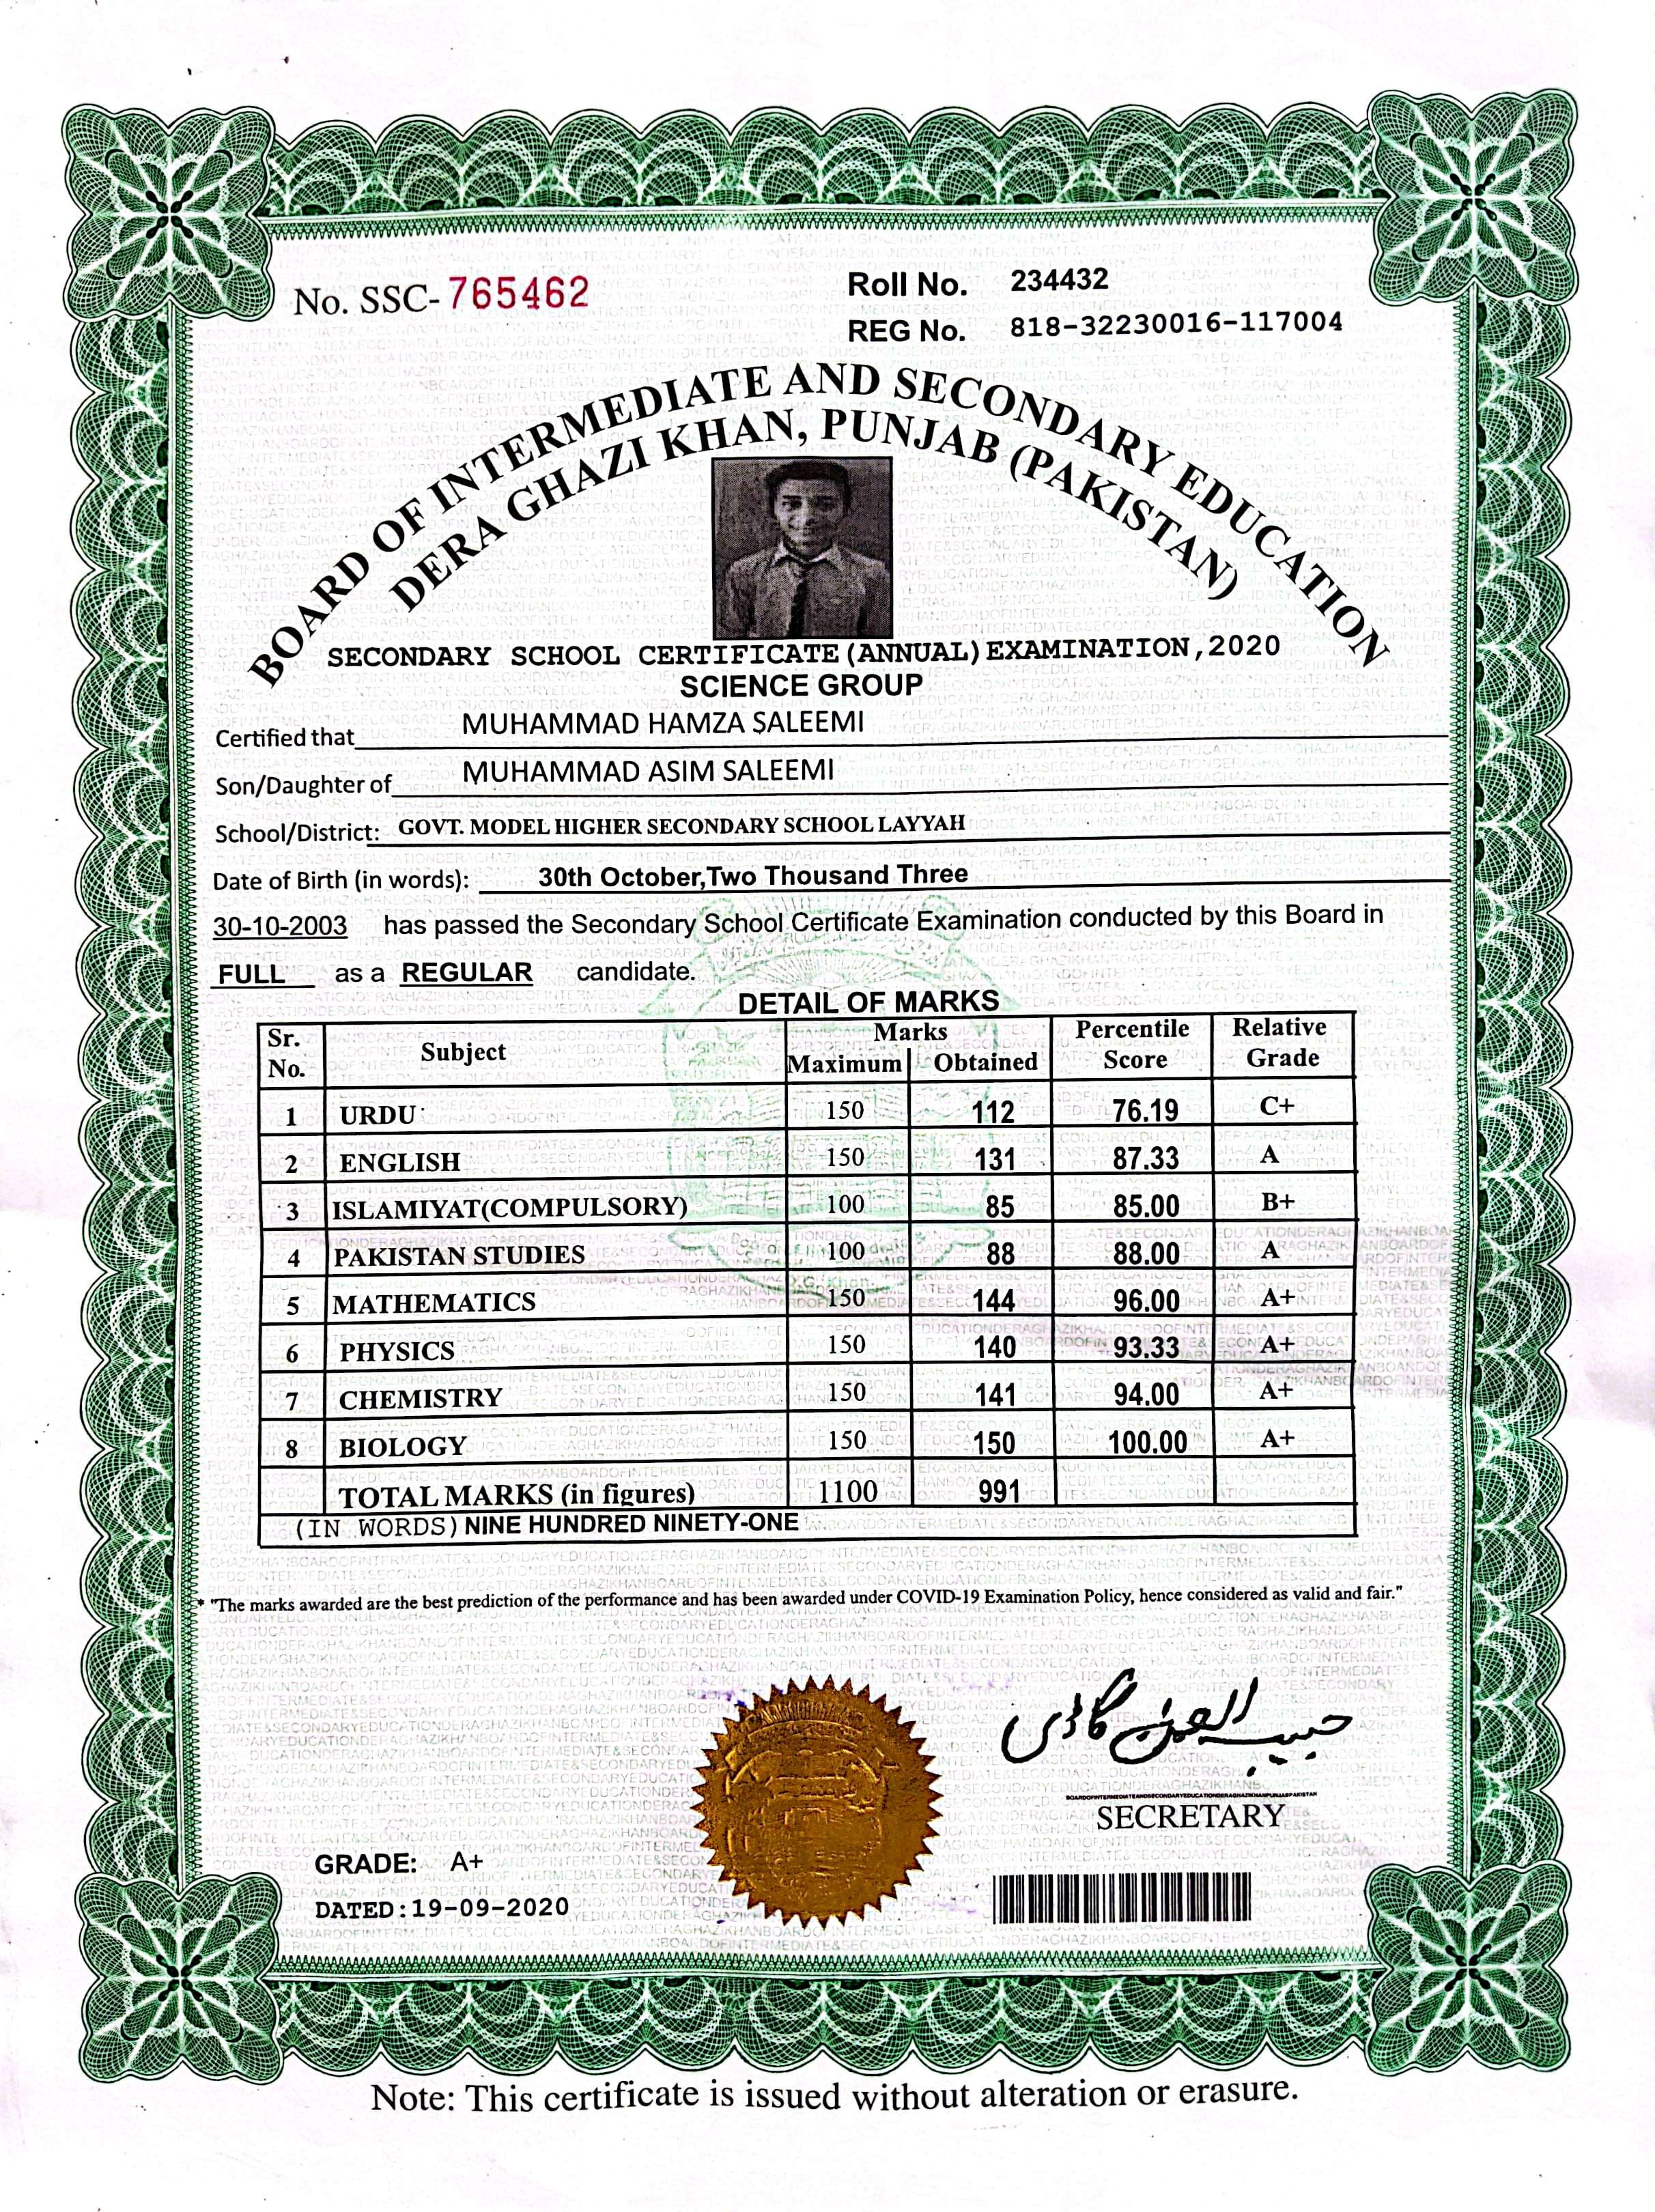 No. SSC-765462
Roll No. 234432
REG No. 818-32230016-117004
BOARD OF INTERMEDIATE AND SECONDARY EDUCATION
DERA GHAZI KHAN, PUNJAB (PAKISTAN)
SECONDARY SCHOOL CERTIFICATE (ANNUAL) EXAMINATION, 2020
SCIENCE GROUP
Certified that MUHAMMAD HAMZA SALEEMI
Son/Daughter of MUHAMMAD ASIM SALEEMI
School/District: GOVT. MODEL HIGHER SECONDARY SCHOOL LAYYAH
Date of Birth (in words): 30th October,Two Thousand Three
30-10-2003 has passed the Secondary School Certificate Examination conducted by this Board in
FULL as a REGULAR candidate.
DETAIL OF MARKS
Sr. No. Subject Marks Maximum Obtained Percentile Score Relative Grade
1 URDU 150 112 76.19 C+
2 ENGLISH 150 131 87.33 A
3 ISLAMIYAT(COMPULSORY) 100 85 85.00 B+
4 PAKISTAN STUDIES 100 88 88.00 A
5 MATHEMATICS 150 144 96.00 A+
6 PHYSICS 150 140 93.33 A+
7 CHEMISTRY 150 141 94.00 A+
8 BIOLOGY 150 150 100.00 A+
TOTAL MARKS (in figures) 1100 991
(IN WORDS) NINE HUNDRED NINETY-ONE
* "The marks awarded are the best prediction of the performance and has been awarded under COVID-19 Examination Policy, hence considered as valid and fair."
BOARDOFINTERMEDIATEANDSECONDARYEDUCATIONDERAGHAZIKHANPUNJABPAKISTAN
SECRETARY
GRADE: A+
DATED:19-09-2020
Note: This certificate is issued without alteration or erasure.